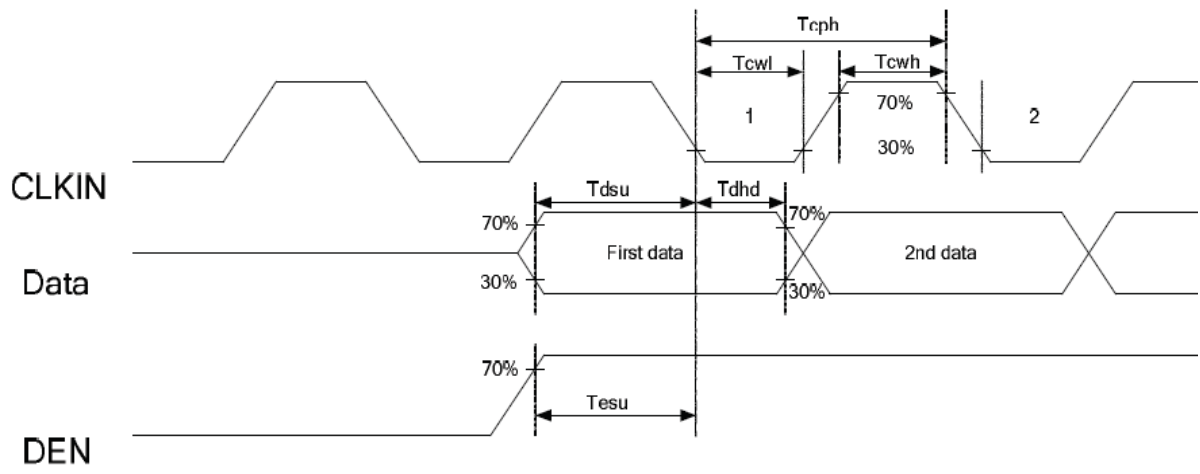 Tcph
Tcwl
Tcwh
1
70%
2
30%
CLKIN
Tdsu
Tdhd
70%
70%
First data
2nd data
Data
30%
30%
70%
Tesu
DEN